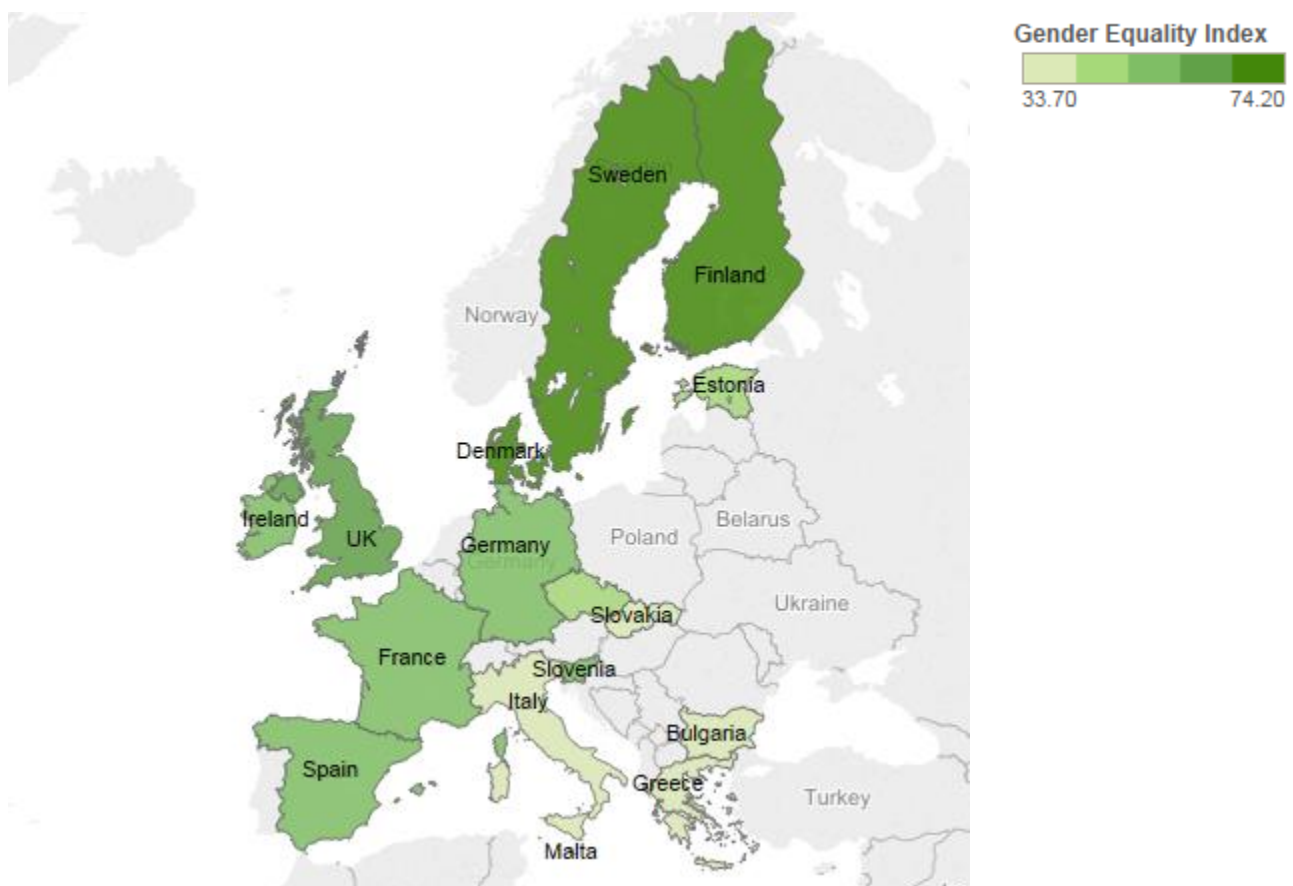 Gender Equality Index
33.70 74.20
Sweden
Finland
Norway
Estonia
Denmark
Ireland
UK
Germany
Germany
Poland
Belarus
Slovakia
Ukraine
France
Slovenia
Italy
Bulgaria
Spain
Greece
Turkey
Malta